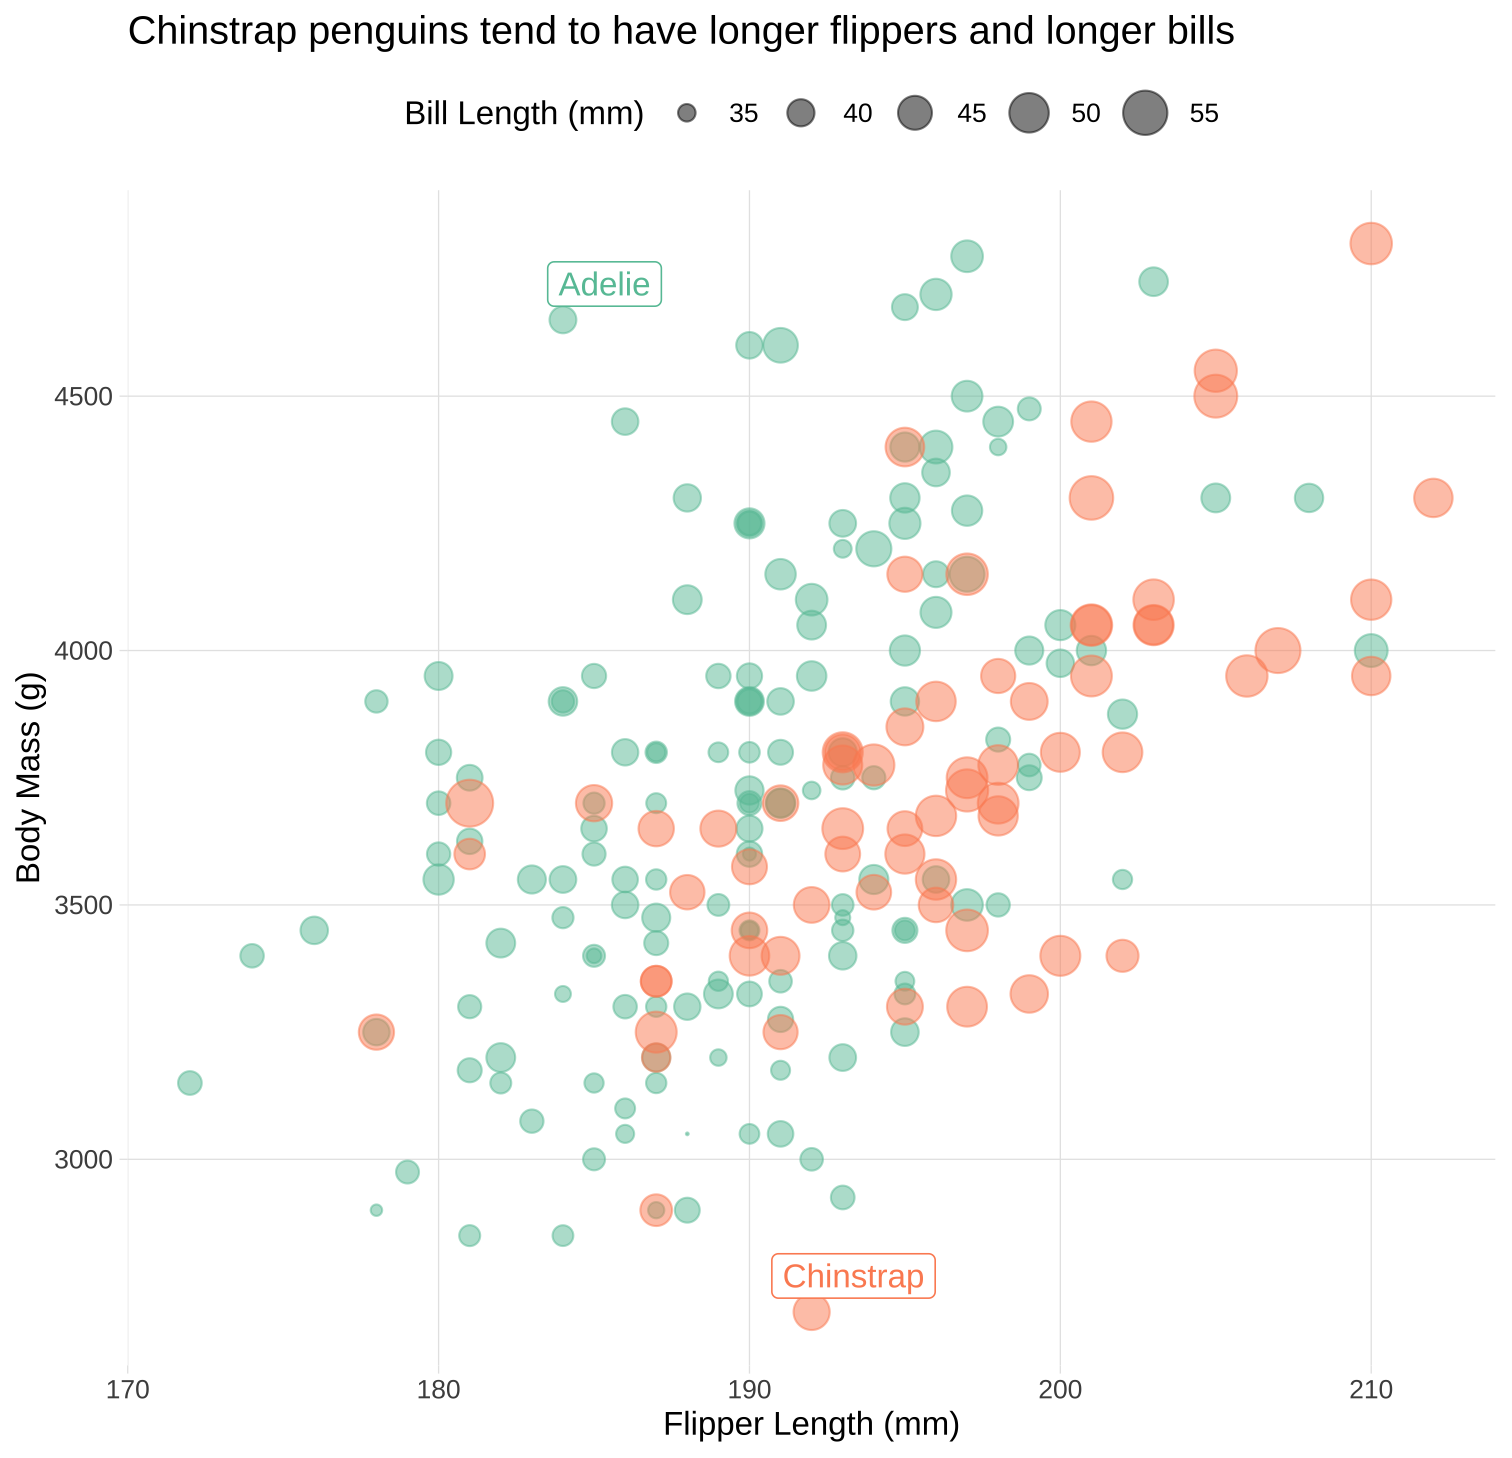 Chinstrap penguins tend to have longer flippers and longer bills
Bill Length (mm) 35 40 45 50 55
Adelie
4500
4000
Body Mass (g)
3500
3000
Chinstrap
170 180 190 200 210
Flipper Length (mm)